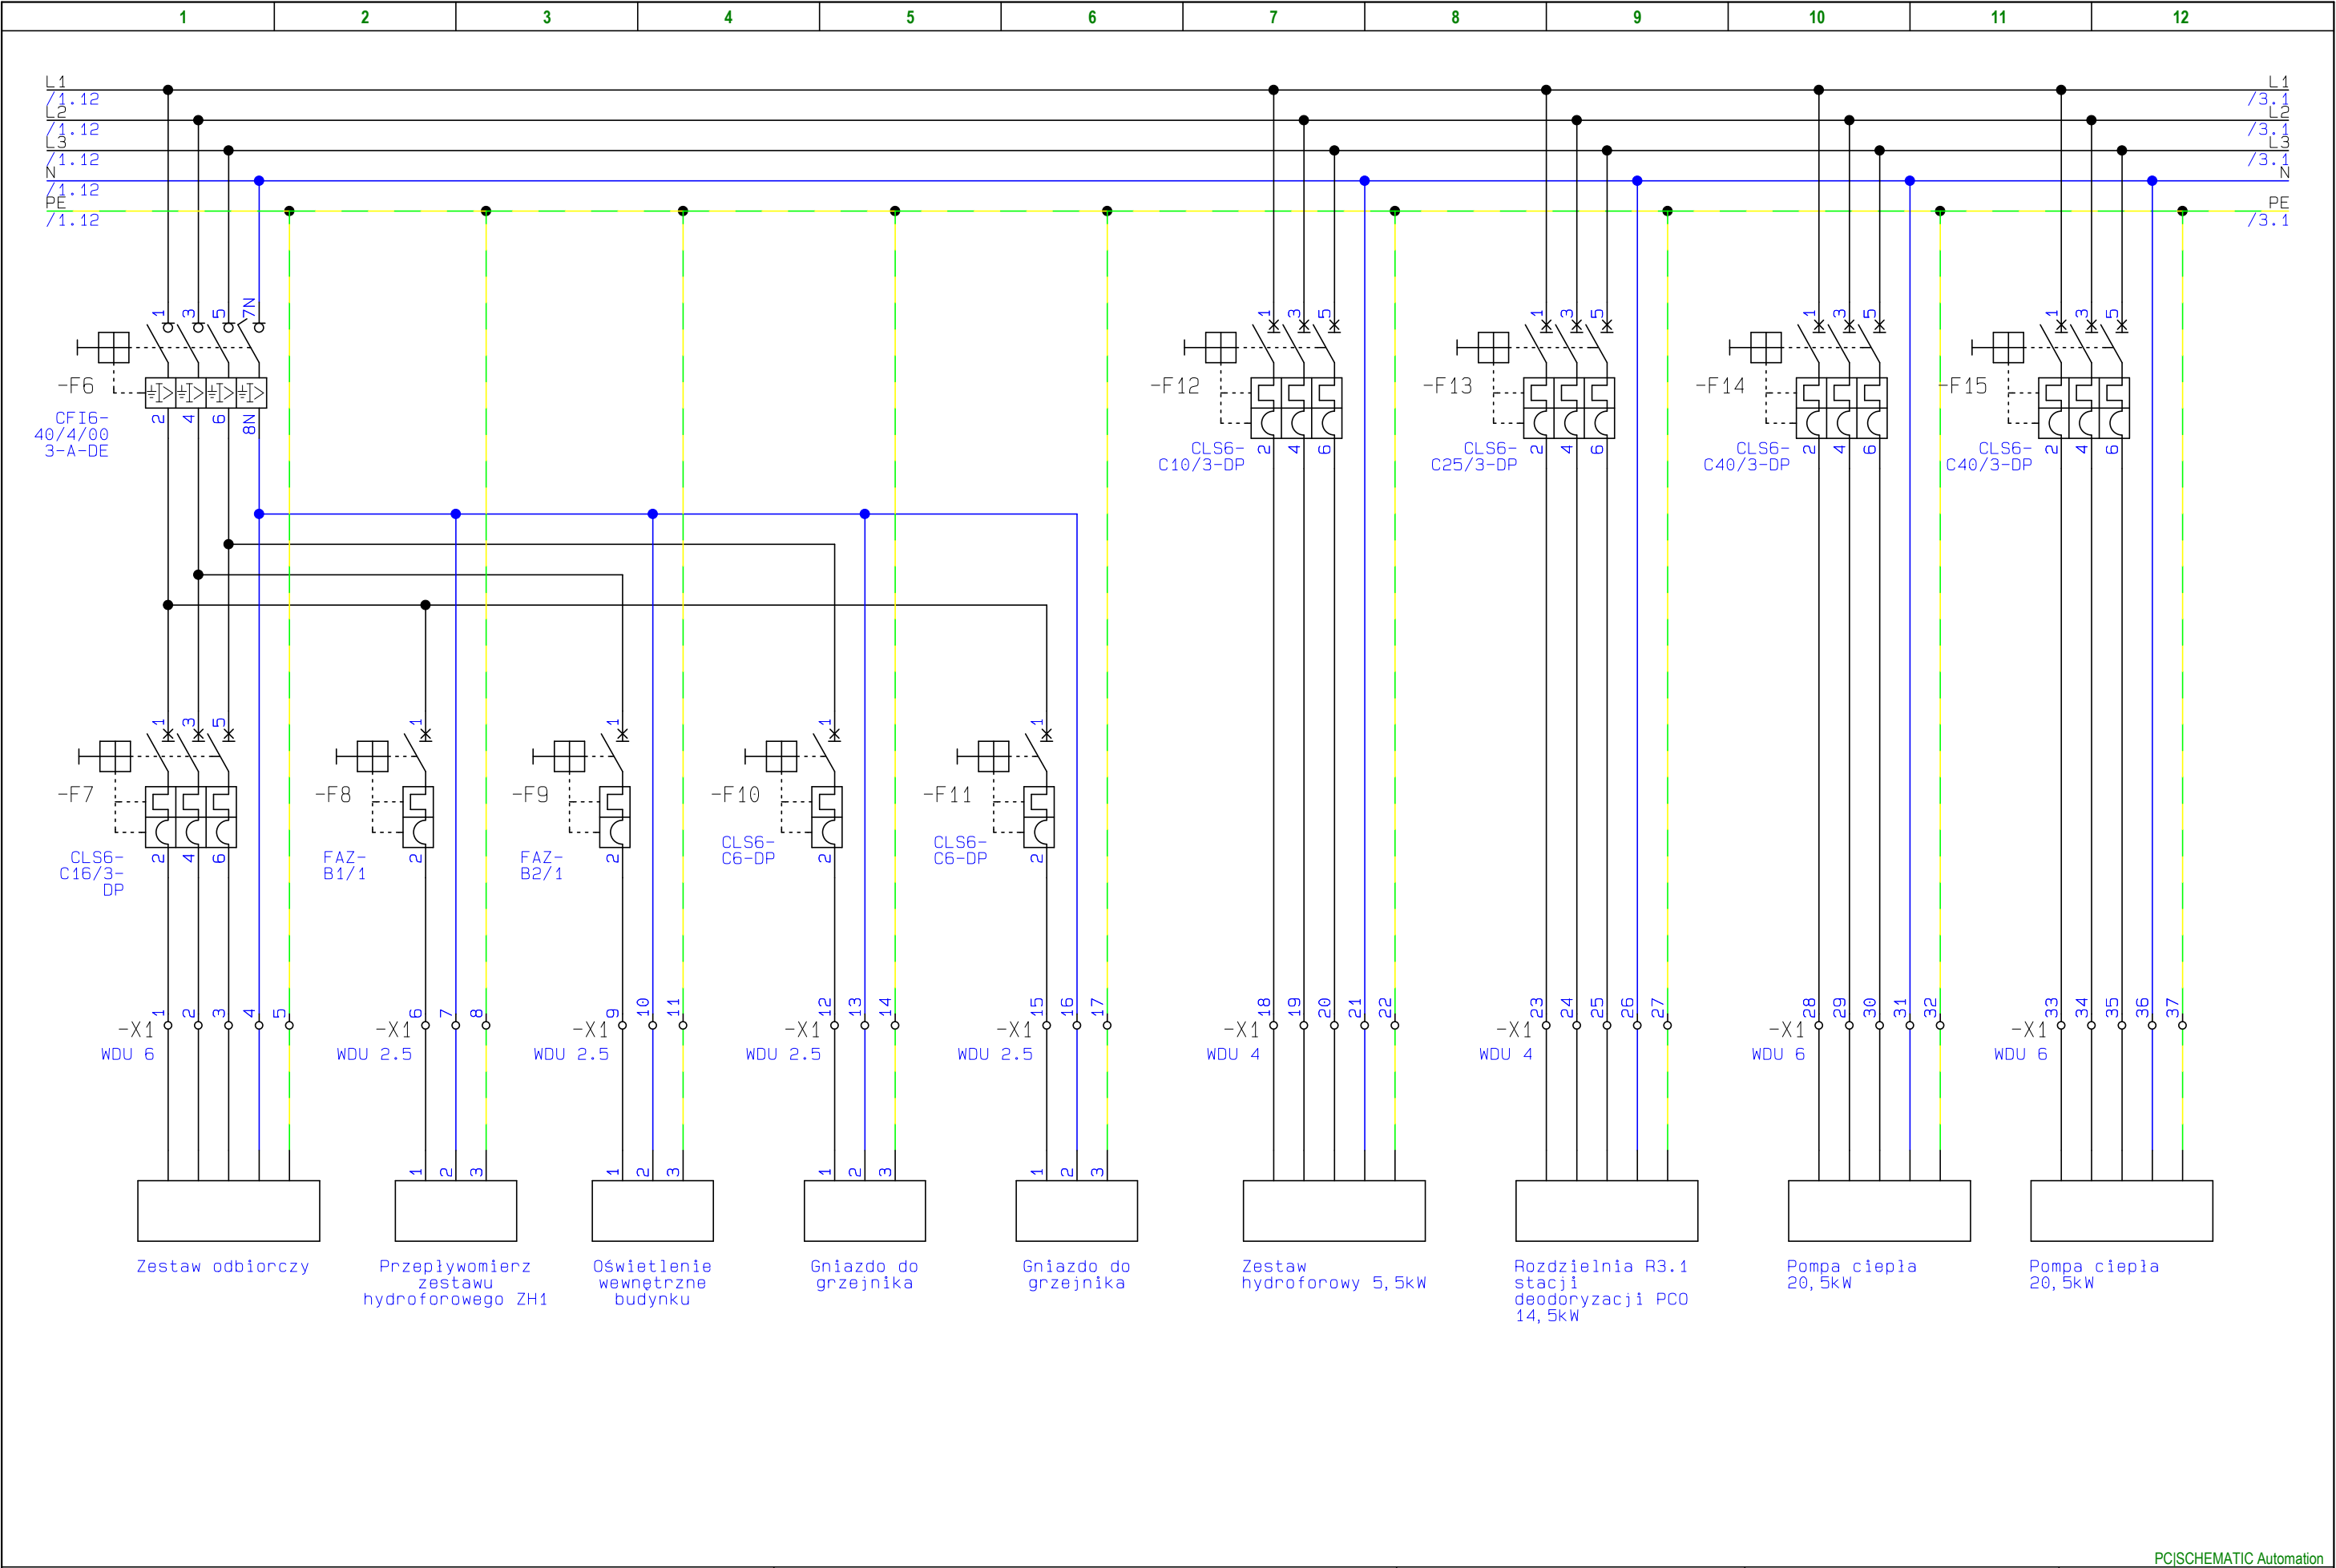 1 2 3 4 5 6 7 8 9 10 11 12
L1 L1
/1.12 /3.1
L2 L2
/1.12 /3.1
L3 L3
/1.12 /3.1
N N
/1.12
PE PE
/1.12 /3.1
1 3 5 7N 1 3 5 1 3 5 1 3 5 1 3 5
-F6 -F12 -F13 -F14 -F15
2 4 6 8N 2 4 6 2 4 6 2 4 6 2 4 6
CFI6-
40/4/00
3-A-DE
CLS6-
C10/3-DP
CLS6-
C25/3-DP
CLS6-
C40/3-DP
CLS6-
C40/3-DP
1 3 5 1 1 1 1
-F7 -F8 -F9 -F10 -F11
2 4 6 2 2 2 2
CLS6-
C16/3-
DP
FAZ-
B1/1
FAZ-
B2/1
CLS6-
C6-DP
CLS6-
C6-DP
1 2 3 4 5 6 7 8 9 10 11 12 13 14 15 16 17 18 19 20 21 22 23 24 25 26 27 28 29 30 31 32 33 34 35 36 37
-X1 -X1 -X1 -X1 -X1 -X1 -X1 -X1 -X1
WDU 6 WDU 2.5 WDU 2.5 WDU 2.5 WDU 2.5 WDU 4 WDU 4 WDU 6 WDU 6
1 2 3 1 2 3 1 2 3 1 2 3
Zestaw odbiorczy
Przepływomierz
zestawu
hydroforowego ZH1
Oświetlenie
wewnętrzne
budynku
Gniazdo do
grzejnika
Gniazdo do
grzejnika
Zestaw
hydroforowy 5,5kW
Rozdzielnia R3.1
stacji
deodoryzacji PCO
14,5kW
Pompa ciepła
20,5kW
Pompa ciepła
20,5kW
PC|SCHEMATIC Automation